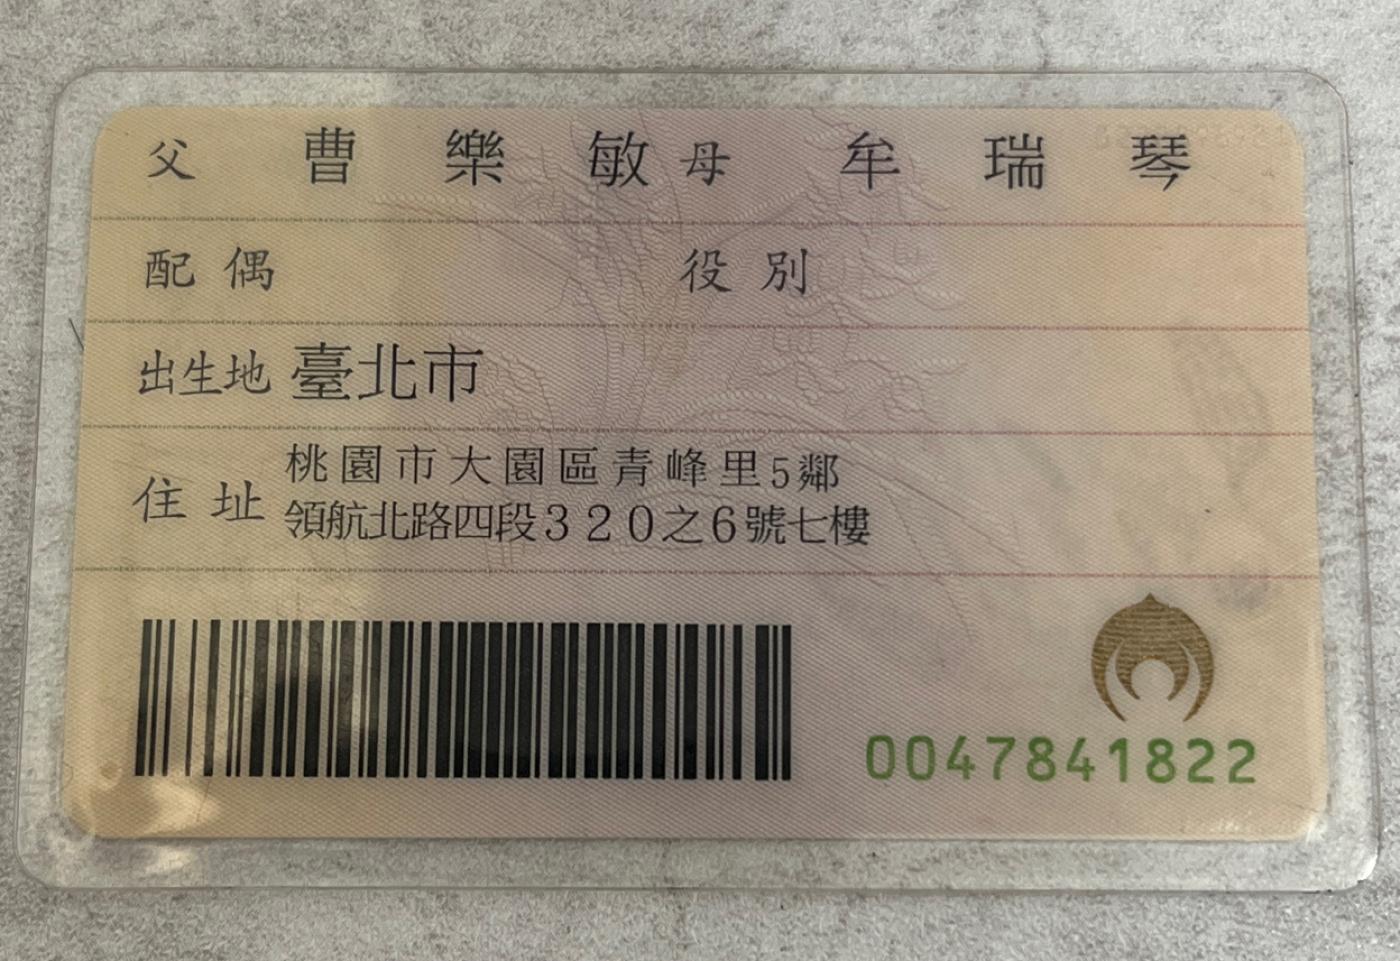 父 曹樂敏 母 牟瑞琴
配偶 役別
出生地 臺北市
住址 桃園市大園區青峰里5鄰
領航北路四段320之6號七樓
0047841822